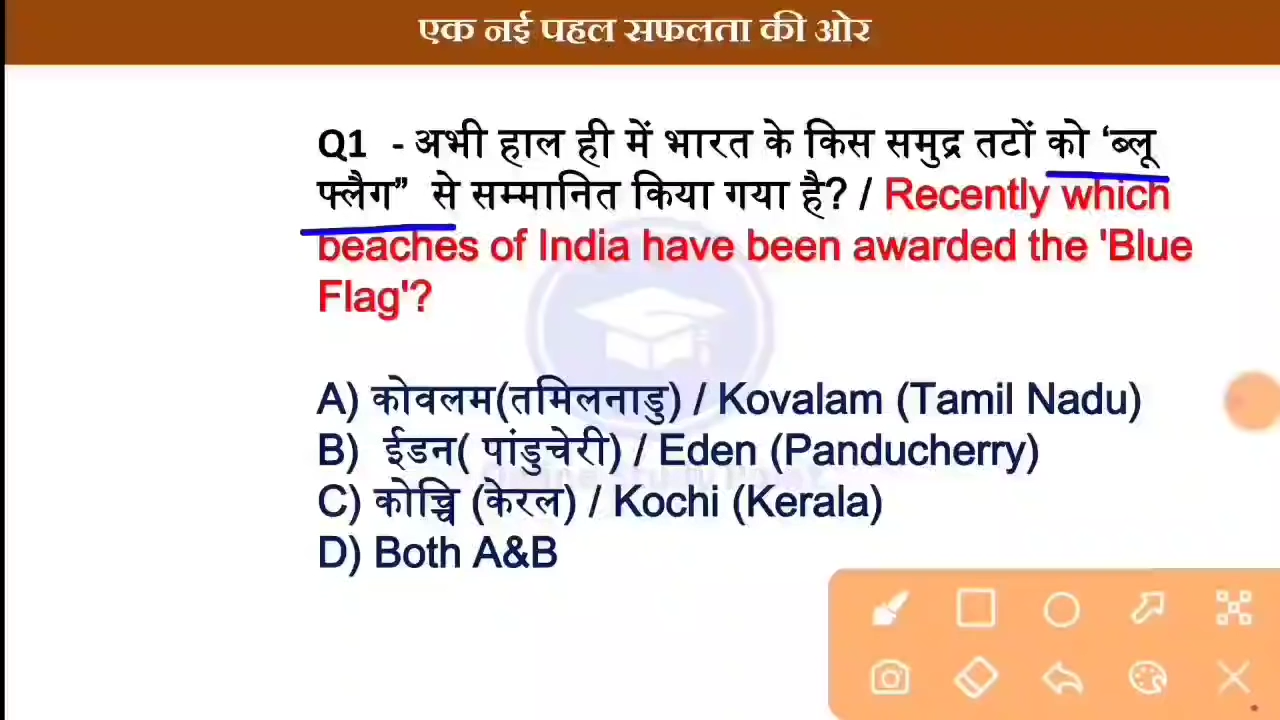 एक नई पहल सफलता की ओर
Q1 - अभी हाल ही में भारत के किस समुद्र तटों को ‘ब्लू
फ्लैग” से सम्मानित किया गया है? / Recently which
beaches of India have been awarded the 'Blue
Flag'?
A) कोवलम(तमिलनाडु) / Kovalam (Tamil Nadu)
B) ईडन( पांडुचेरी) / Eden (Panducherry)
C) कोच्चि (केरल) / Kochi (Kerala)
D) Both A&B